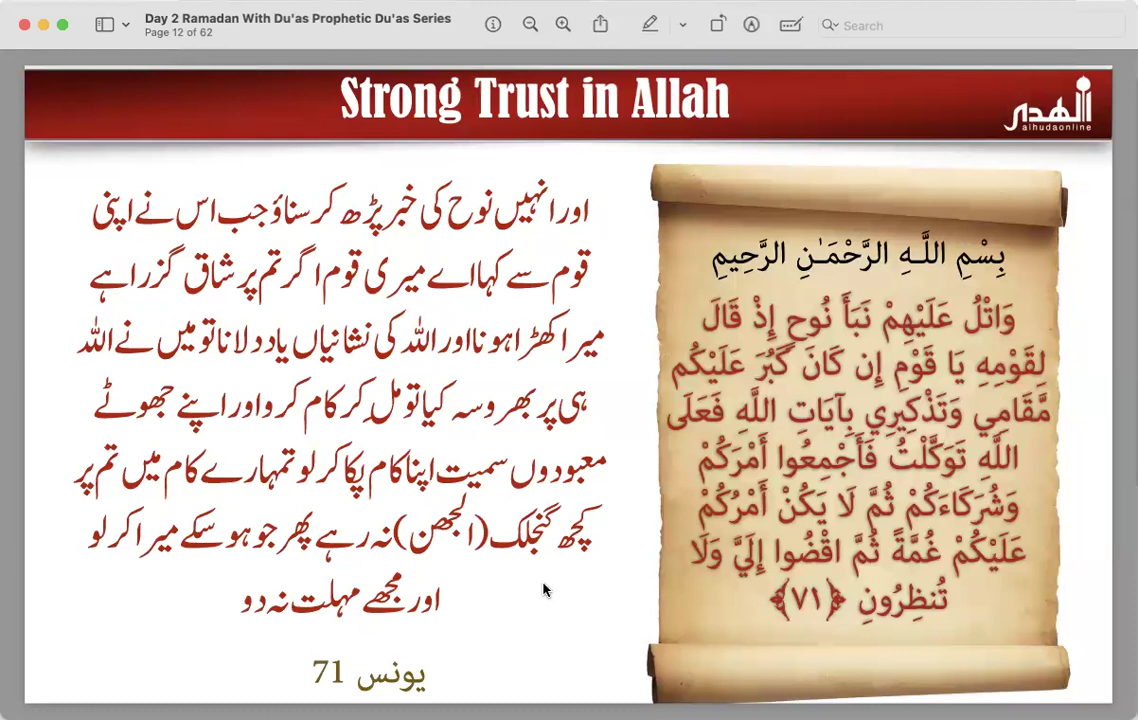 Day 2 Ramadan With Du'as Prophetic Du'as Series
Page 12 of 62
Search
Strong Trust in Allah
الهدى
alhudaonline
اور انہیں نوح کی خبر پڑھ کر سناؤ جب اس نے اپنی
قوم سے کہا اے میری قوم اگر تم پر شاق گزرا ہے
میرا کھڑا ہونا اور اللہ کی نشانیاں یاد دلانا تو میں نے اللہ
ہی پر بھروسہ کیا تو مل کر کام کرو اور اپنے جھوٹے
معبودوں سمیت اپنا کام پکا کر لو تمہارے کام میں تم پر
کچھ گنجلک (الجھن) نہ رہے پھر جو ہو سکے میرا کر لو
اور مجھے مہلت نہ دو
یونس 71
بِسْمِ اللَّـهِ الرَّحْمَـٰنِ الرَّحِيمِ
وَاتْلُ عَلَيْهِمْ نَبَأَ نُوحٍ إِذْ قَالَ
لِقَوْمِهِ يَا قَوْمِ إِن كَانَ كَبُرَ عَلَيْكُم
مَّقَامِي وَتَذْكِيرِي بِآيَاتِ اللَّهِ فَعَلَى
اللَّهِ تَوَكَّلْتُ فَأَجْمِعُوا أَمْرَكُمْ
وَشُرَكَاءَكُمْ ثُمَّ لَا يَكُنْ أَمْرُكُمْ
عَلَيْكُمْ غُمَّةً ثُمَّ اقْضُوا إِلَيَّ وَلَا
تُنظِرُونِ ﴿٧١﴾